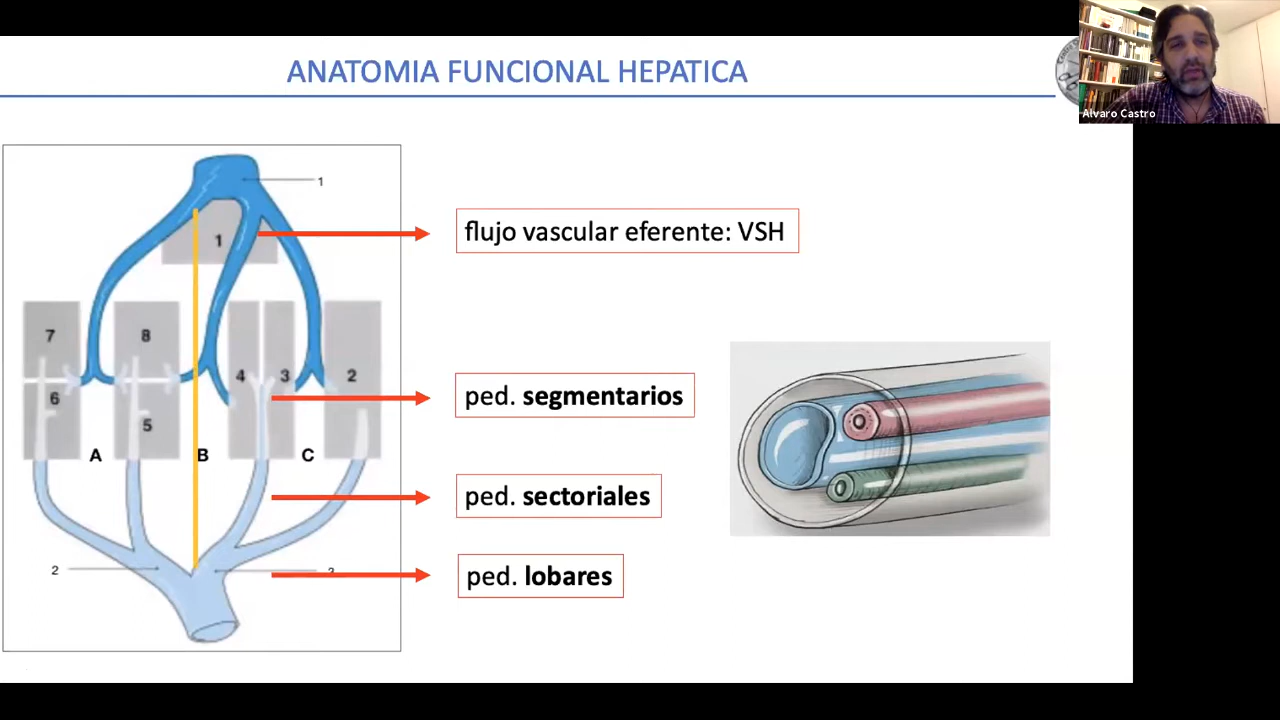 ANATOMIA FUNCIONAL HEPATICA
Alvaro Castro
1
1
flujo vascular eferente: VSH
7
8
4
3
2
6
5
ped. segmentarios
A
B
C
ped. sectoriales
2
ped. lobares